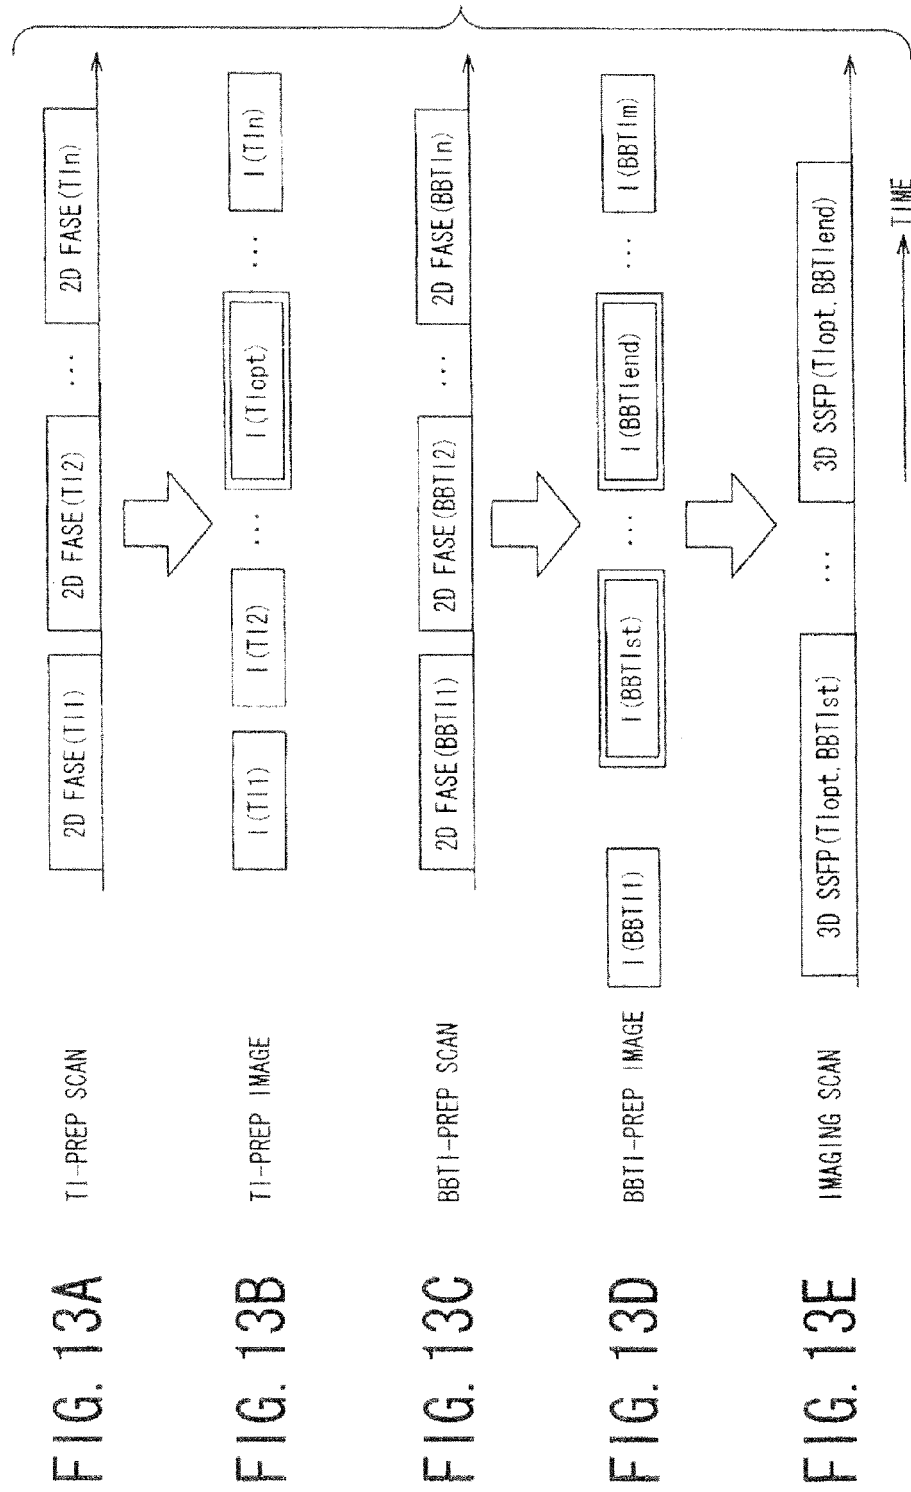 FIG. 13A TI-PREP SCAN 2D FASE(TI1) 2D FASE(TI2) ... 2D FASE(TIn)
FIG. 13B TI-PREP IMAGE I(TI1) I(TI2) ... I(TIopt) ... I(TIn)
FIG. 13C BBTI-PREP SCAN 2D FASE(BBTI1) 2D FASE(BBTI2) ... 2D FASE(BBTIn)
FIG. 13D BBTI-PREP IMAGE I(BBTI1) I(BBTIst) ... I(BBTIend) ... I(BBTIm)
FIG. 13E IMAGING SCAN 3D SSFP(TIopt.BBTIst) ... 3D SSFP(TIopt.BBTIend)
TIME